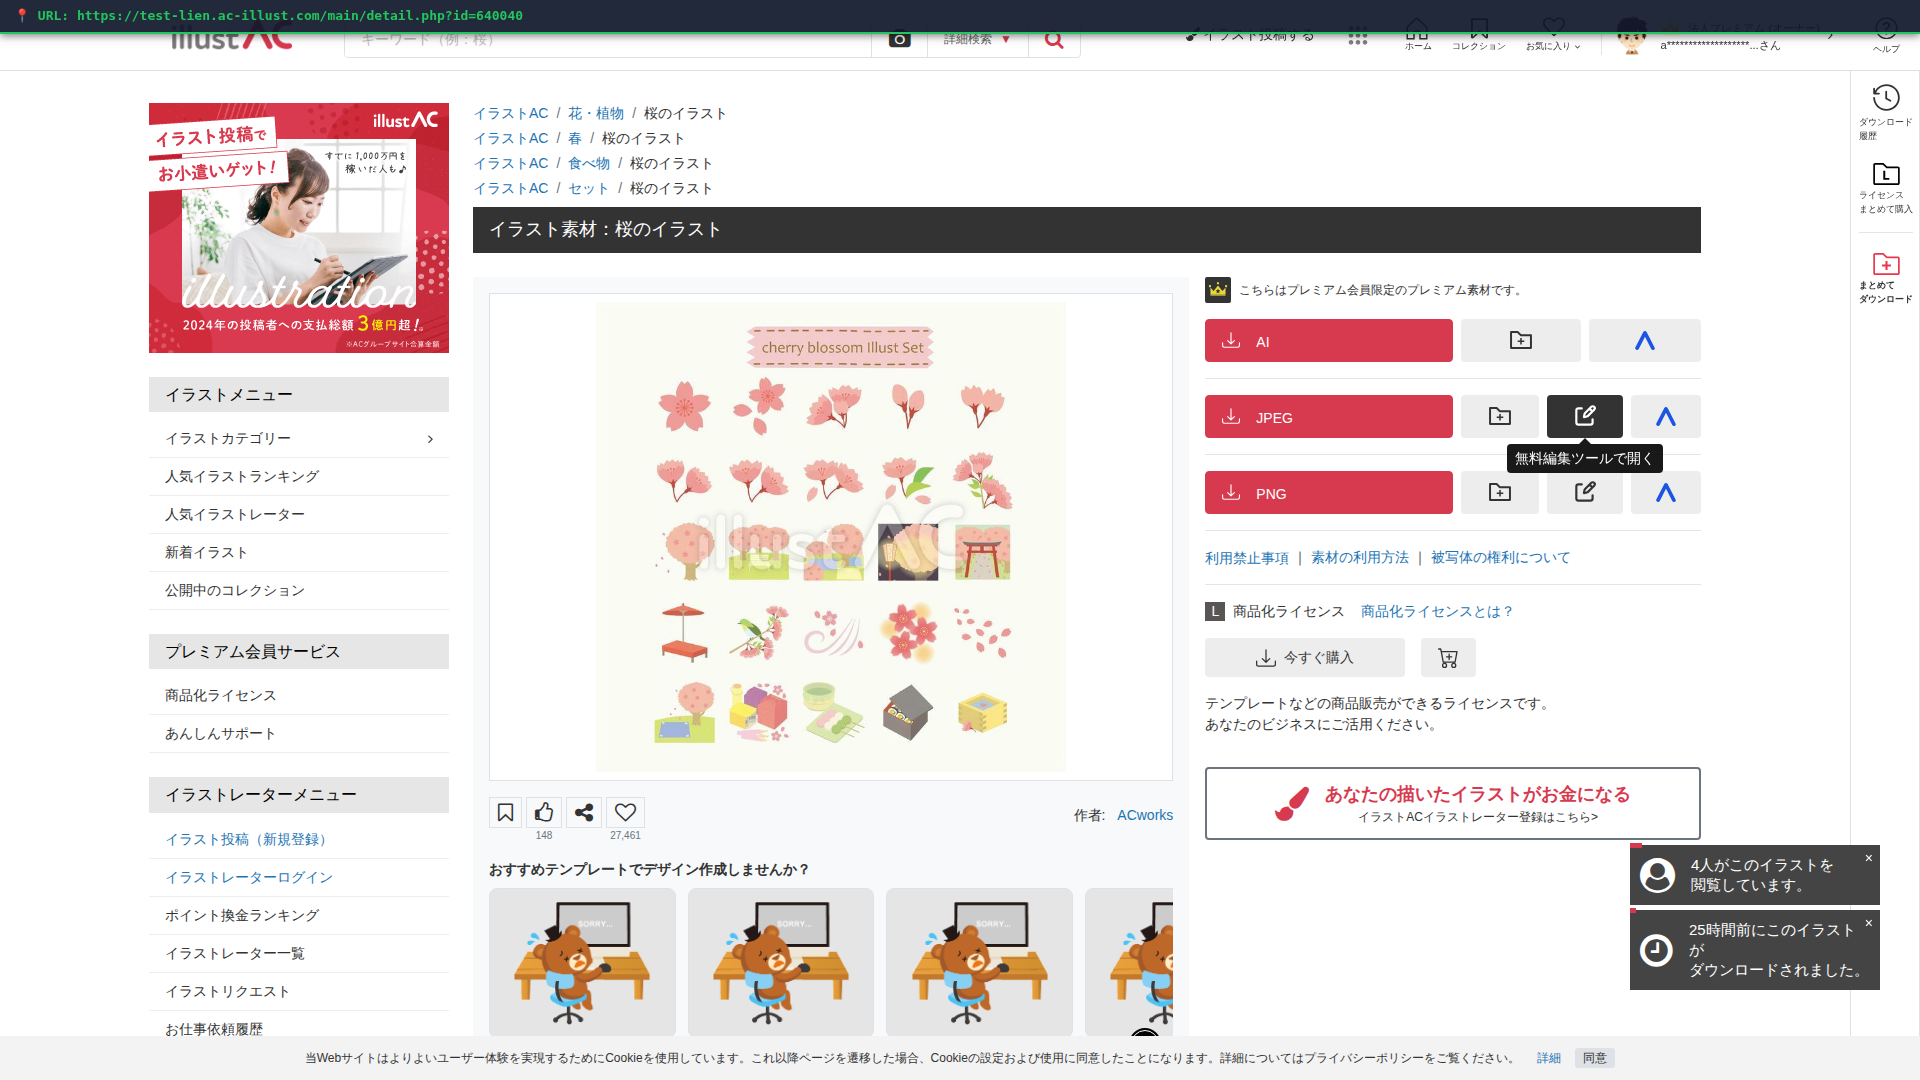 📍 URL: https://test-lien.ac-illust.com/main/detail.php?id=640040
illust AC
キーワード（例：桜）
詳細検索 ▼
イラスト投稿する
ホーム
コレクション
お気に入り
a*******************...さん
ヘルプ
ダウンロード
履歴
ライセンス
まとめて購入
まとめて
ダウンロード
illustAC
イラスト投稿で
お小遣いゲット！
すでに1,000万円を
稼いだ人も♪
illustration
2024年の投稿者への支払総額3億円超！。
※ACグループサイト合算金額
イラストメニュー
イラストカテゴリー
人気イラストランキング
人気イラストレーター
新着イラスト
公開中のコレクション
プレミアム会員サービス
商品化ライセンス
あんしんサポート
イラストレーターメニュー
イラスト投稿（新規登録）
イラストレーターログイン
ポイント換金ランキング
イラストレーター一覧
イラストリクエスト
お仕事依頼履歴
イラストAC / 花・植物 / 桜のイラスト
イラストAC / 春 / 桜のイラスト
イラストAC / 食べ物 / 桜のイラスト
イラストAC / セット / 桜のイラスト
イラスト素材：桜のイラスト
cherry blossom Illust Set
illust AC
148
27,461
作者: ACworks
おすすめテンプレートでデザイン作成しませんか？
SORRY...
SORRY...
SORRY...
SORRY...
こちらはプレミアム会員限定のプレミアム素材です。
AI
JPEG
無料編集ツールで開く
PNG
利用禁止事項 | 素材の利用方法 | 被写体の権利について
L 商品化ライセンス 商品化ライセンスとは？
今すぐ購入
テンプレートなどの商品販売ができるライセンスです。
あなたのビジネスにご活用ください。
あなたの描いたイラストがお金になる
イラストACイラストレーター登録はこちら>
4人がこのイラストを
閲覧しています。
×
25時間前にこのイラスト
が
ダウンロードされました。
×
当Webサイトはよりよいユーザー体験を実現するためにCookieを使用しています。これ以降ページを遷移した場合、Cookieの設定および使用に同意したことになります。詳細についてはプライバシーポリシーをご覧ください。 詳細 同意